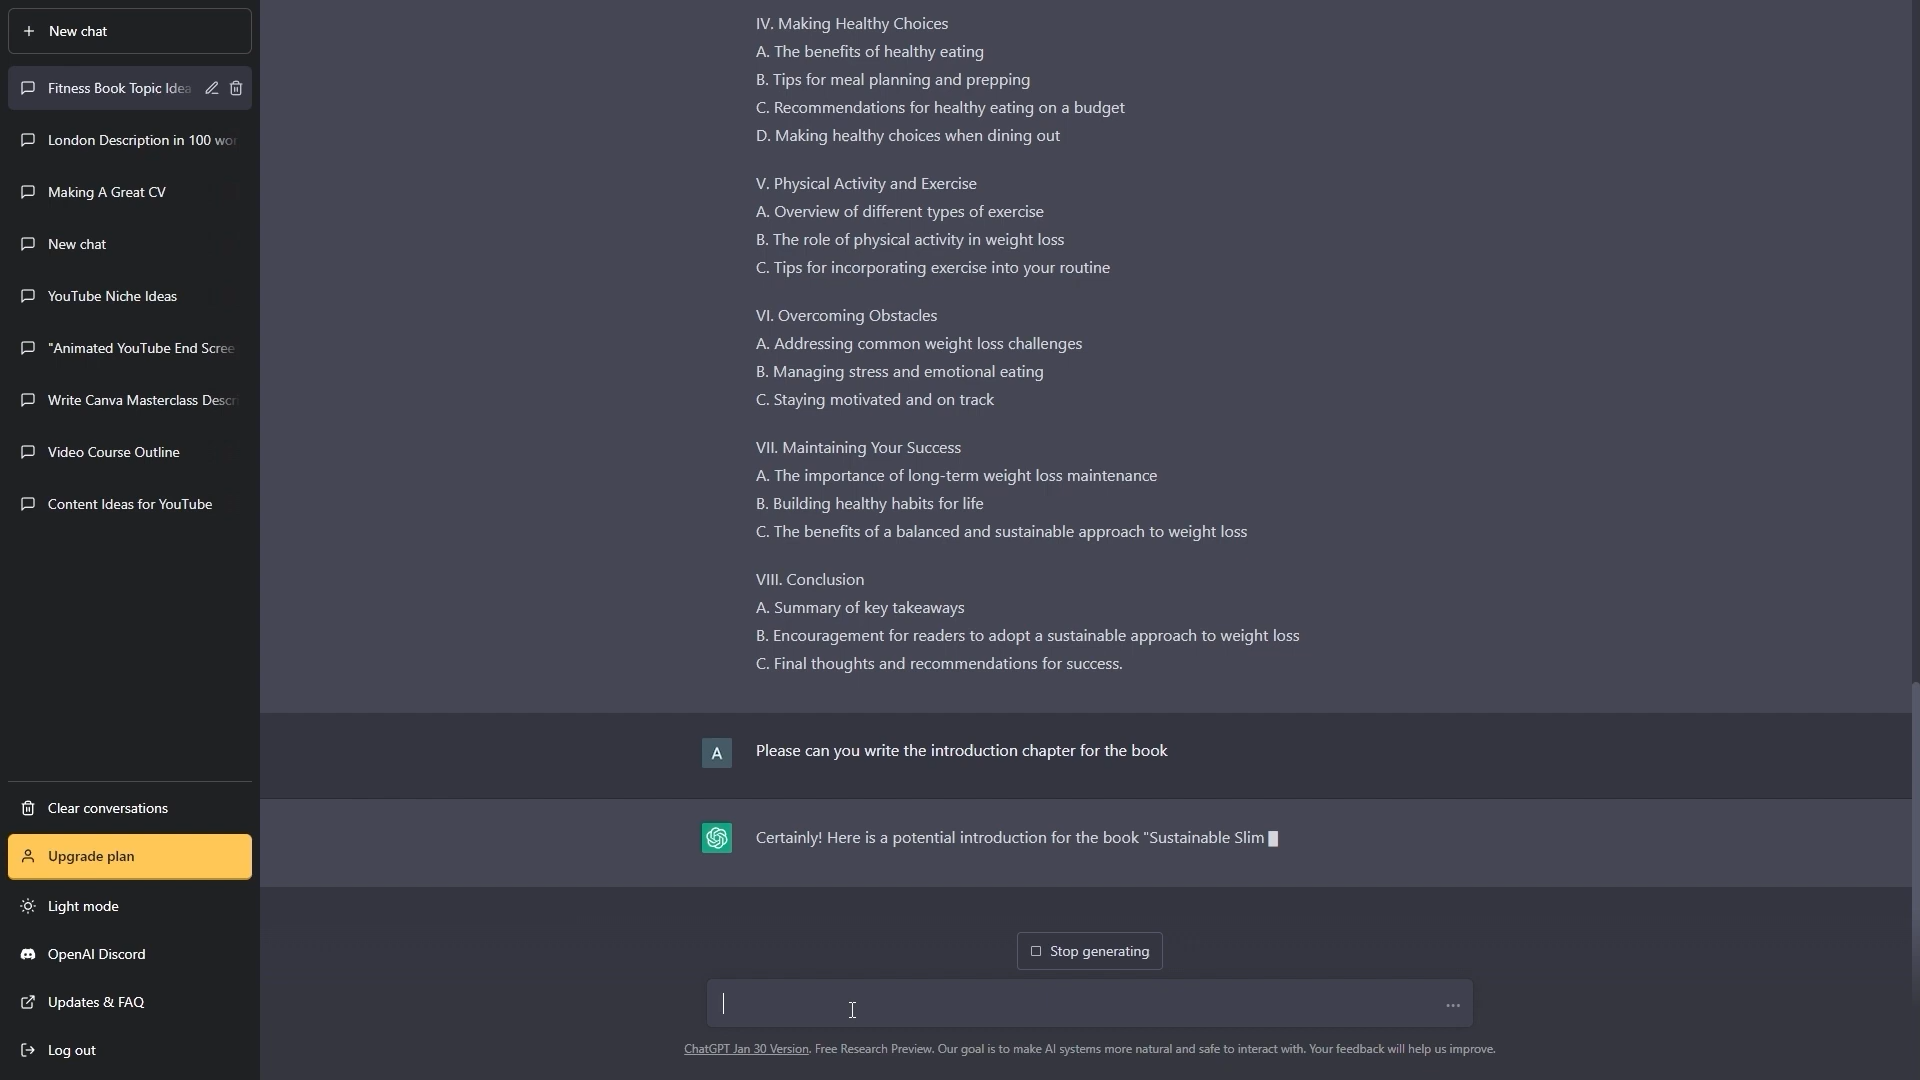 New chat
Fitness Book Topic Idea
London Description in 100 wor
Making A Great CV
New chat
YouTube Niche Ideas
"Animated YouTube End Scree
Write Canva Masterclass Descri
Video Course Outline
Content Ideas for YouTube
Clear conversations
Upgrade plan
Light mode
OpenAI Discord
Updates & FAQ
Log out
IV. Making Healthy Choices
A. The benefits of healthy eating
B. Tips for meal planning and prepping
C. Recommendations for healthy eating on a budget
D. Making healthy choices when dining out
V. Physical Activity and Exercise
A. Overview of different types of exercise
B. The role of physical activity in weight loss
C. Tips for incorporating exercise into your routine
VI. Overcoming Obstacles
A. Addressing common weight loss challenges
B. Managing stress and emotional eating
C. Staying motivated and on track
VII. Maintaining Your Success
A. The importance of long-term weight loss maintenance
B. Building healthy habits for life
C. The benefits of a balanced and sustainable approach to weight loss
VIII. Conclusion
A. Summary of key takeaways
B. Encouragement for readers to adopt a sustainable approach to weight loss
C. Final thoughts and recommendations for success.
A Please can you write the introduction chapter for the book
Certainly! Here is a potential introduction for the book "Sustainable Slim
Stop generating
ChatGPT Jan 30 Version. Free Research Preview. Our goal is to make AI systems more natural and safe to interact with. Your feedback will help us improve.